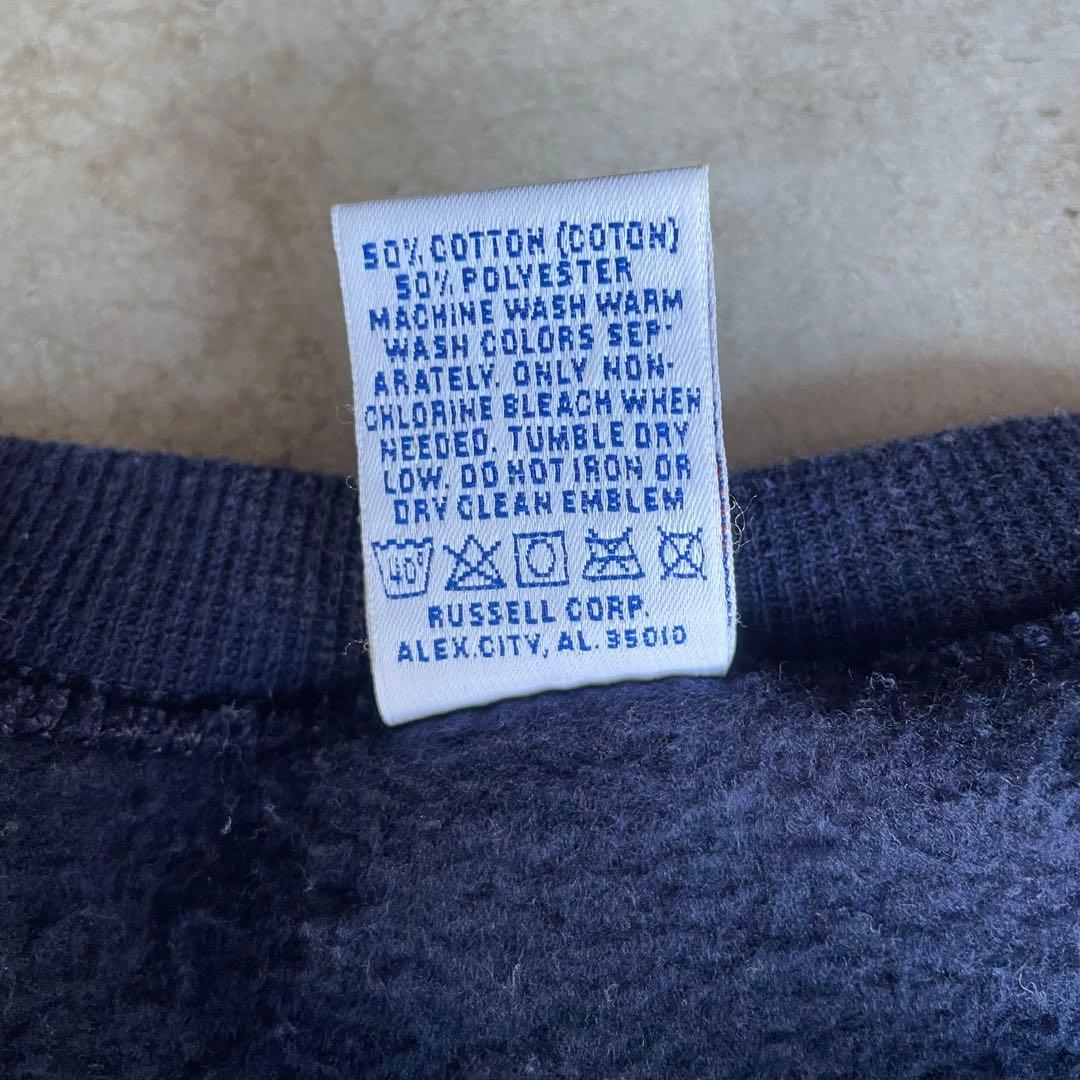 50% COTTON (COTON)
50% POLYESTER
MACHINE WASH WARM
WASH COLORS SEP-
ARATELY. ONLY NON-
CHLORINE BLEACH WHEN
NEEDED. TUMBLE DRY
LOW. DO NOT IRON OR
DRY CLEAN EMBLEM
40°
RUSSELL CORP.
ALEX.CITY, AL. 35010